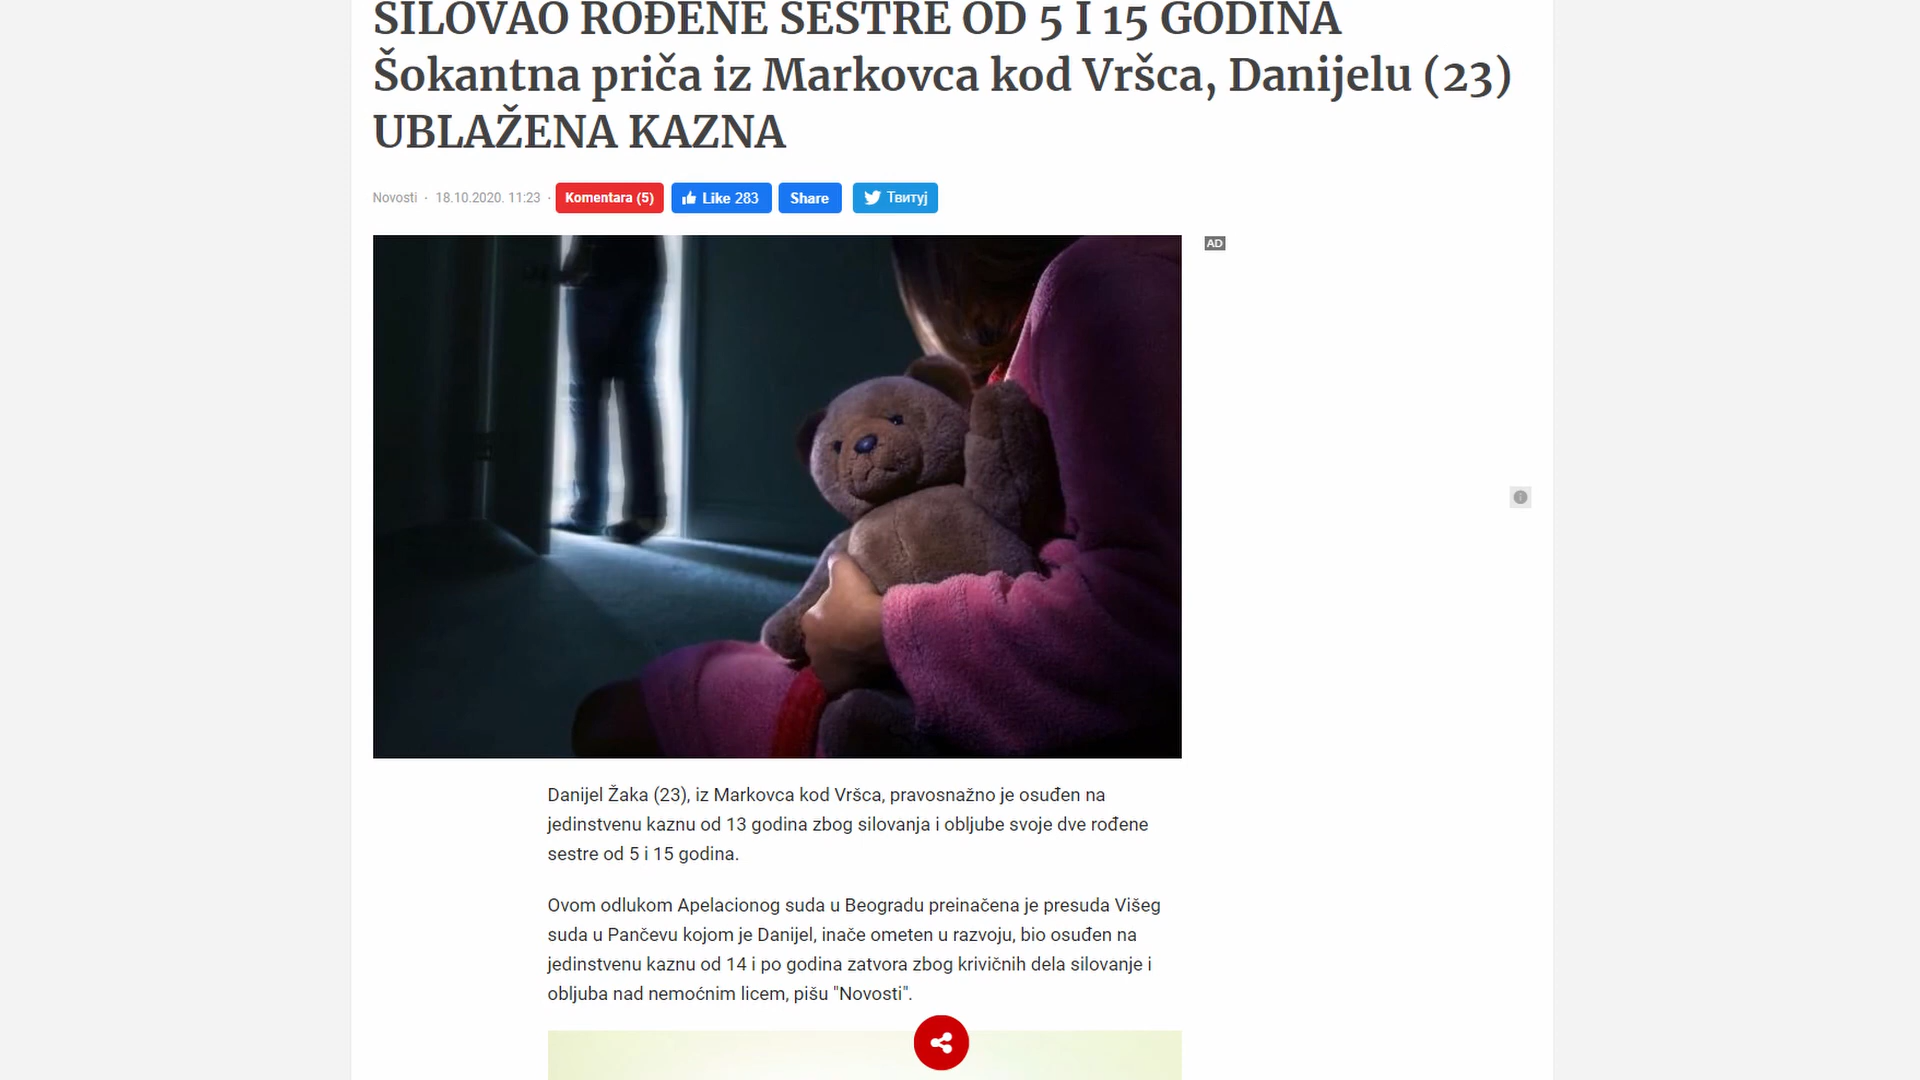 SILOVAO ROĐENE SESTRE OD 5 I 15 GODINA
Šokantna priča iz Markovca kod Vršca, Danijelu (23)
UBLAŽENA KAZNA
Novosti · 18.10.2020. 11:23 · Komentara (5) Like 283 Share Твитуј
AD
Danijel Žaka (23), iz Markovca kod Vršca, pravosnažno je osuđen na
jedinstvenu kaznu od 13 godina zbog silovanja i obljube svoje dve rođene
sestre od 5 i 15 godina.
Ovom odlukom Apelacionog suda u Beogradu preinačena je presuda Višeg
suda u Pančevu kojom je Danijel, inače ometen u razvoju, bio osuđen na
jedinstvenu kaznu od 14 i po godina zatvora zbog krivičnih dela silovanje i
obljuba nad nemoćnim licem, pišu "Novosti".